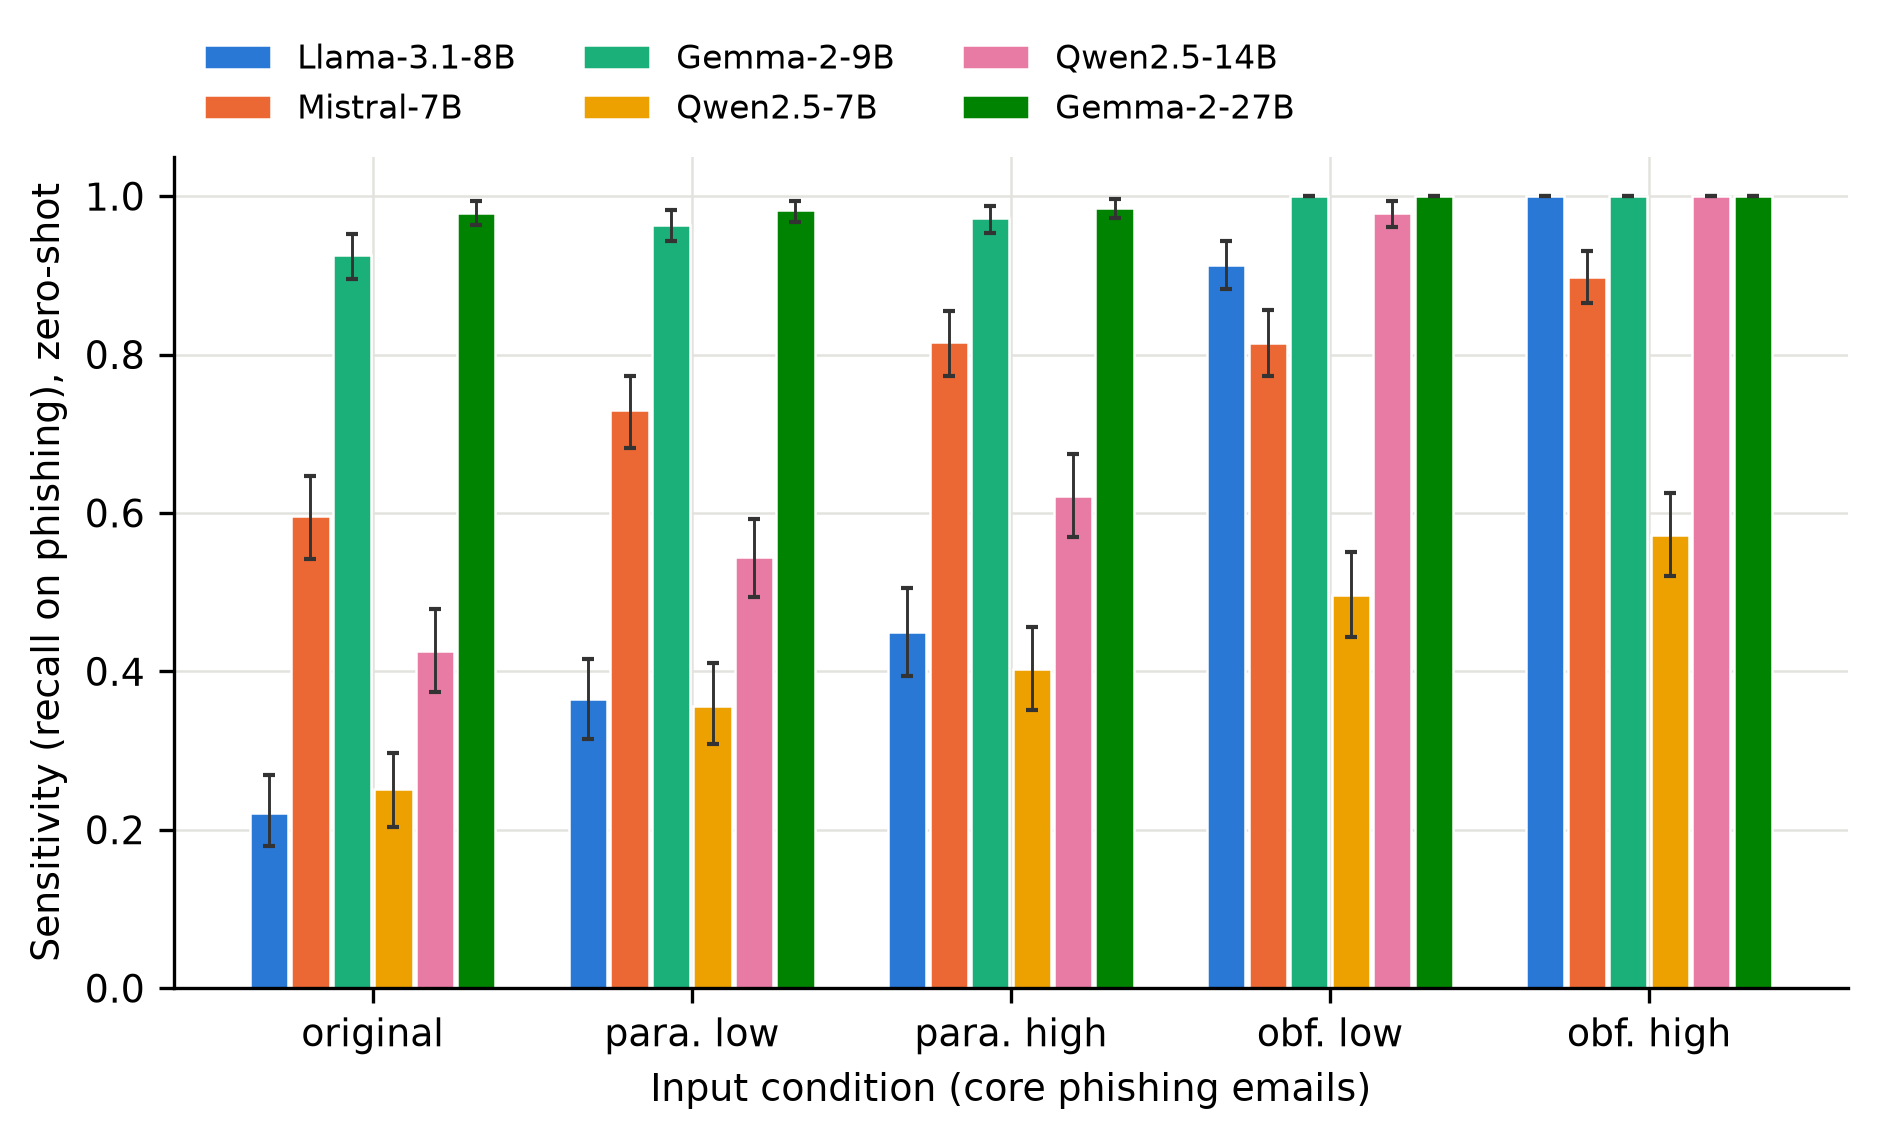 Llama-3.1-8B
Mistral-7B
Gemma-2-9B
Qwen2.5-7B
Qwen2.5-14B
Gemma-2-27B
Sensitivity (recall on phishing), zero-shot
1.0
0.8
0.6
0.4
0.2
0.0
original
para. low
para. high
obf. low
obf. high
Input condition (core phishing emails)